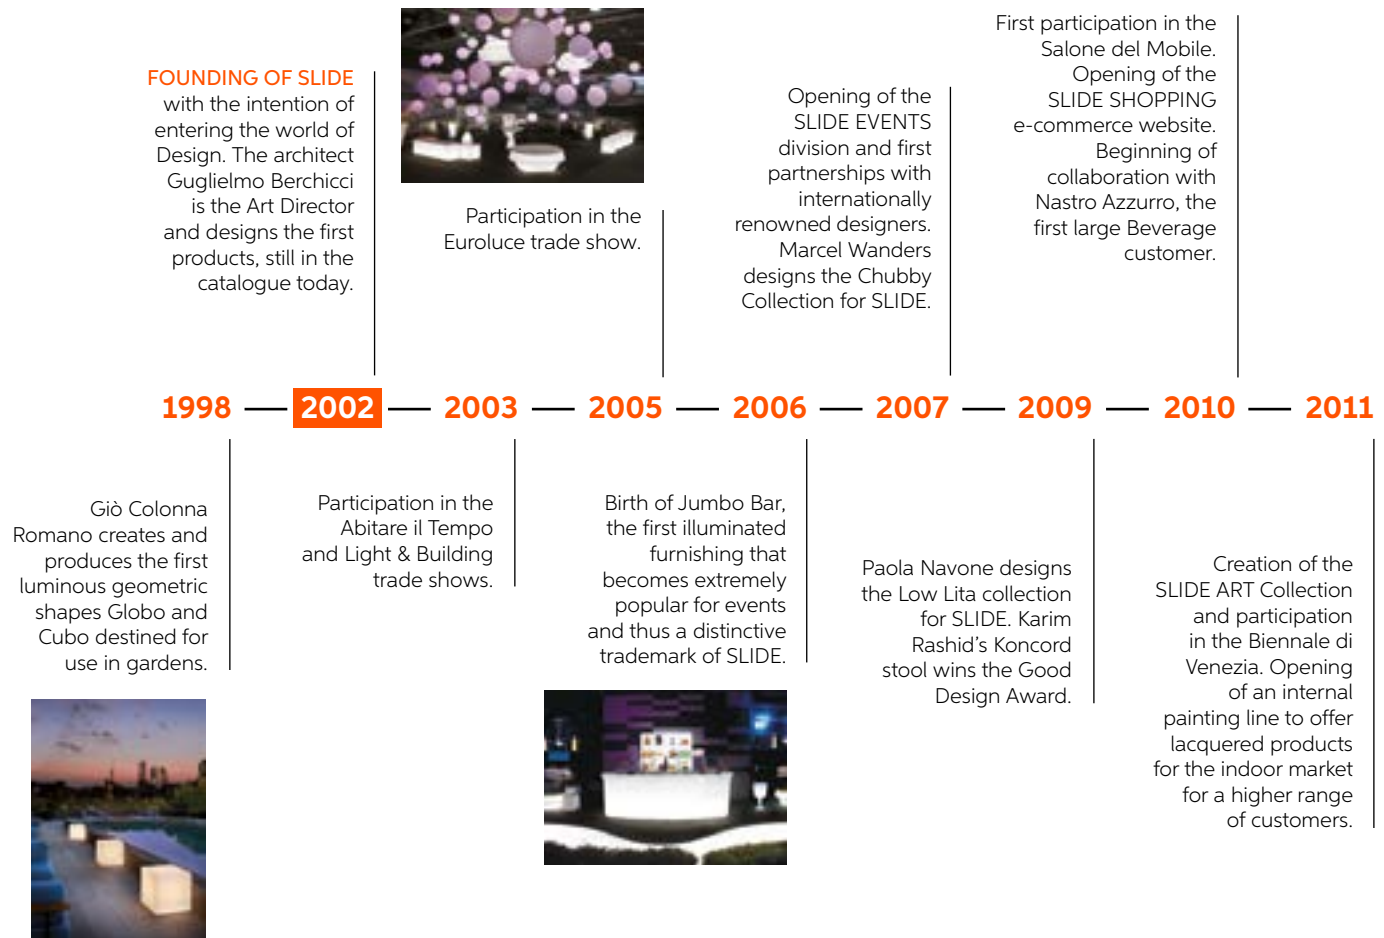 FOUNDING OF SLIDE
with the intention of
entering the world of
Design. The architect
Guglielmo Berchicci
is the Art Director
and designs the first
products, still in the
catalogue today.
Participation in the
Euroluce trade show.
Opening of the
SLIDE EVENTS
division and first
partnerships with
internationally
renowned designers.
Marcel Wanders
designs the Chubby
Collection for SLIDE.
First participation in the
Salone del Mobile.
Opening of the
SLIDE SHOPPING
e-commerce website.
Beginning of
collaboration with
Nastro Azzurro, the
first large Beverage
customer.
1998 — 2002 — 2003 — 2005 — 2006 — 2007 — 2009 — 2010 — 2011
Giò Colonna
Romano creates and
produces the first
luminous geometric
shapes Globo and
Cubo destined for
use in gardens.
Participation in the
Abitare il Tempo
and Light & Building
trade shows.
Birth of Jumbo Bar,
the first illuminated
furnishing that
becomes extremely
popular for events
and thus a distinctive
trademark of SLIDE.
Paola Navone designs
the Low Lita collection
for SLIDE. Karim
Rashid’s Koncord
stool wins the Good
Design Award.
Creation of the
SLIDE ART Collection
and participation
in the Biennale di
Venezia. Opening
of an internal
painting line to offer
lacquered products
for the indoor market
for a higher range
of customers.